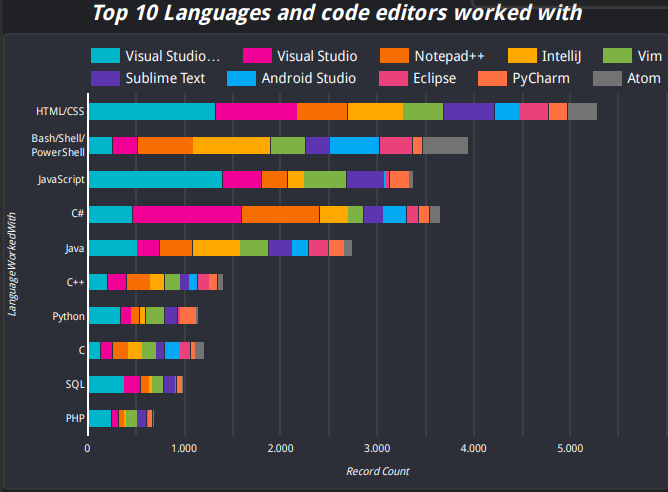 Top 10 Languages and code editors worked with
Visual Studio… Visual Studio Notepad++ IntelliJ Vim
Sublime Text Android Studio Eclipse PyCharm Atom
LanguageWorkedWith
HTML/CSS
Bash/Shell/
PowerShell
JavaScript
C#
Java
C++
Python
C
SQL
PHP
0 1.000 2.000 3.000 4.000 5.000
Record Count